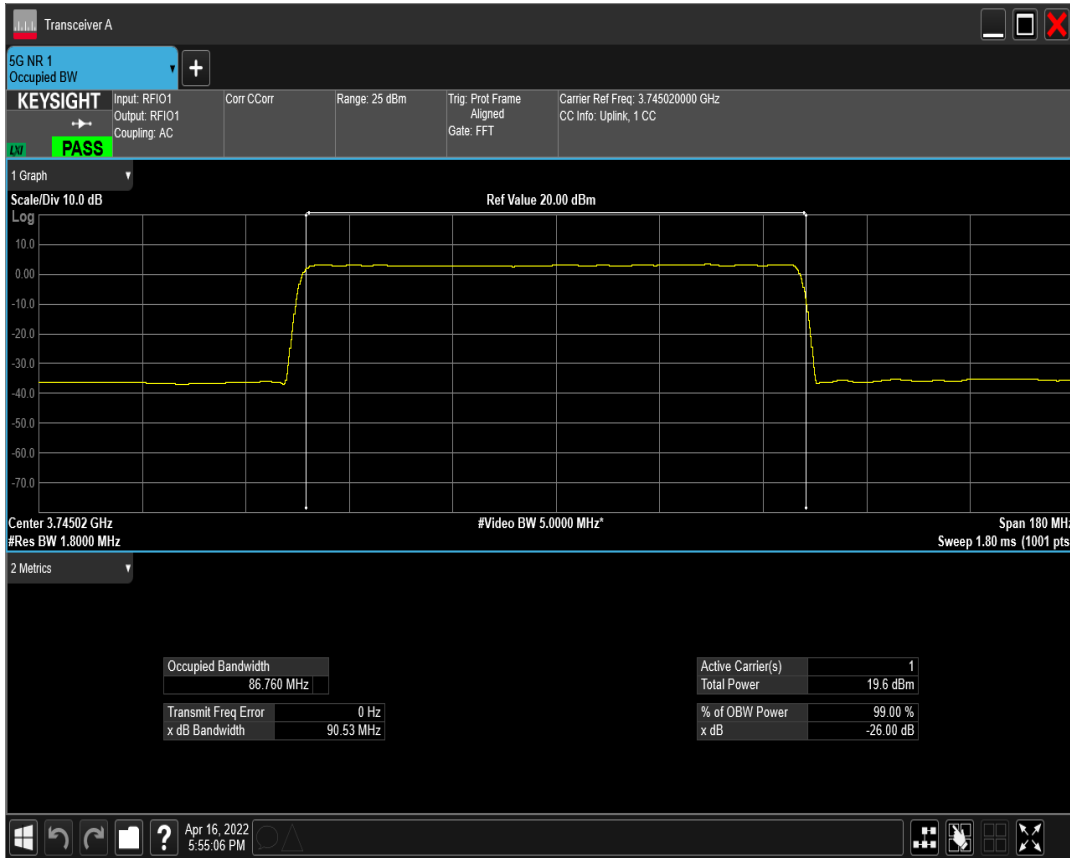 Transceiver A
5G NR 1
Occupied BW
+
KEYSIGHT
LXI
PASS
Input: RFIO1
Output: RFIO1
Coupling: AC
Corr CCorr
Range: 25 dBm
Trig: Prot Frame
Aligned
Gate: FFT
Carrier Ref Freq: 3.745020000 GHz
CC Info: Uplink, 1 CC
1 Graph
Scale/Div 10.0 dB
Ref Value 20.00 dBm
Log
10.0
0.00
-10.0
-20.0
-30.0
-40.0
-50.0
-60.0
-70.0
Center 3.74502 GHz
#Video BW 5.0000 MHz*
Span 180 MHz
#Res BW 1.8000 MHz
Sweep 1.80 ms (1001 pts
2 Metrics
Occupied Bandwidth
86.760 MHz
Transmit Freq Error 0 Hz
x dB Bandwidth 90.53 MHz
Active Carrier(s) 1
Total Power 19.6 dBm
% of OBW Power 99.00 %
x dB -26.00 dB
?
Apr 16, 2022
5:55:06 PM